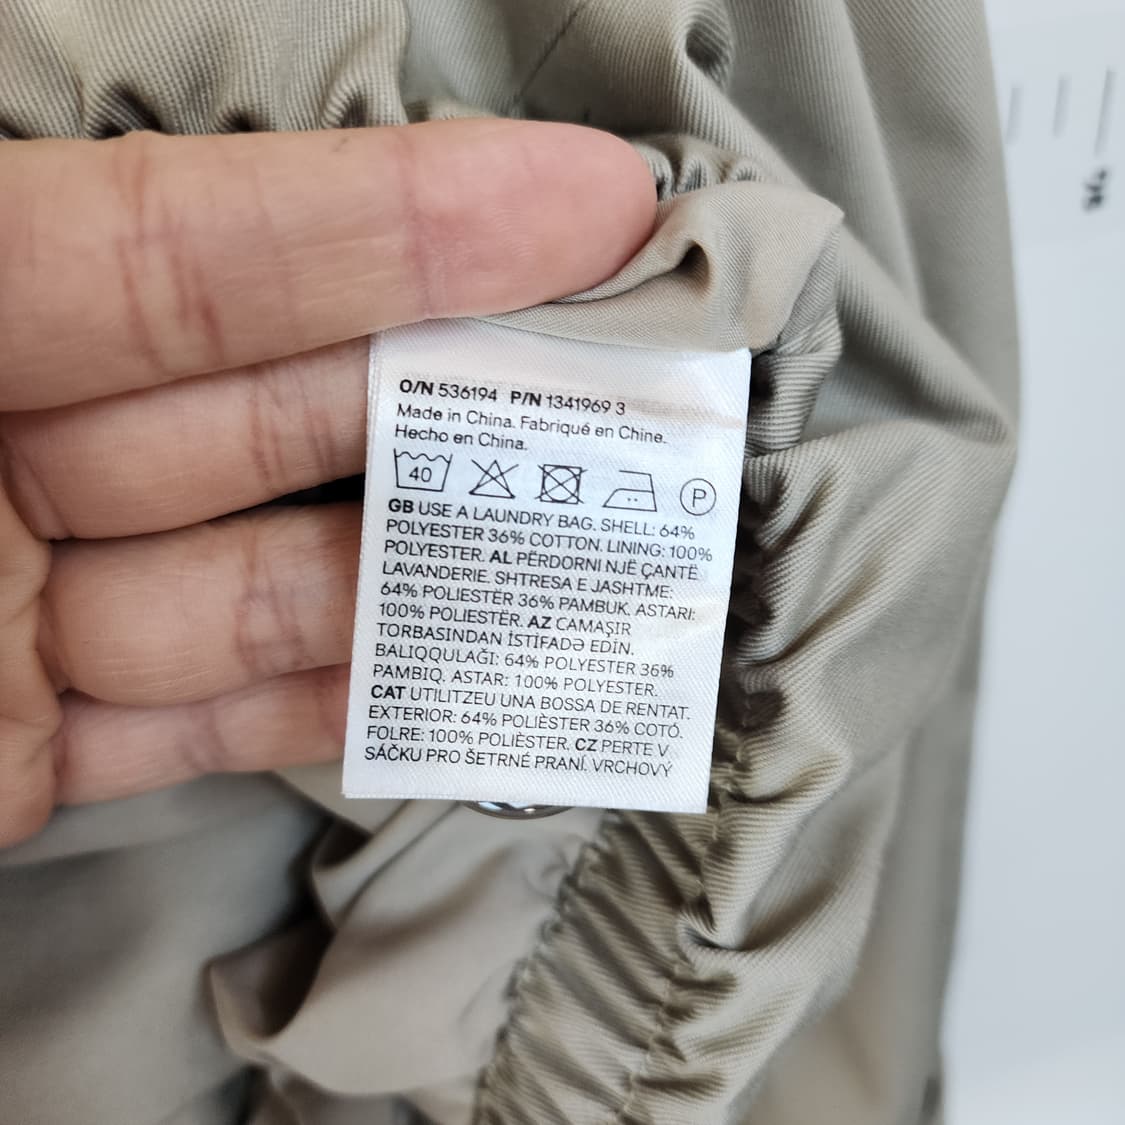 O/N 536194 P/N 1341969 3
Made in China. Fabriqué en Chine.
Hecho en China.
40 P
GB USE A LAUNDRY BAG. SHELL: 64%
POLYESTER 36% COTTON. LINING: 100%
POLYESTER. AL PËRDORNI NJË ÇANTË
LAVANDERIE. SHTRESA E JASHTME:
64% POLIESTËR 36% PAMBUK. ASTARI:
100% POLIESTËR. AZ CAMAŞIR
TORBASINDAN İSTİFADƏ EDİN.
BALIQQULAĞI: 64% POLYESTER 36%
PAMBIQ. ASTAR: 100% POLYESTER.
CAT UTILITZEU UNA BOSSA DE RENTAT.
EXTERIOR: 64% POLIÈSTER 36% COTÓ.
FOLRE: 100% POLIÈSTER. CZ PERTE V
SÁČKU PRO ŠETRNÉ PRANÍ. VRCHOVÝ